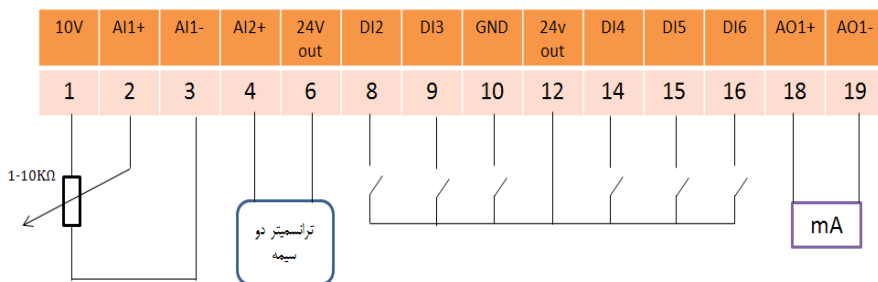 10V AI1+ AI1- AI2+ 24V out DI2 DI3 GND 24v out DI4 DI5 DI6 AO1+ AO1-
1 2 3 4 6 8 9 10 12 14 15 16 18 19
1-10KΩ
ترانسمیتر دو
سیمه
mA